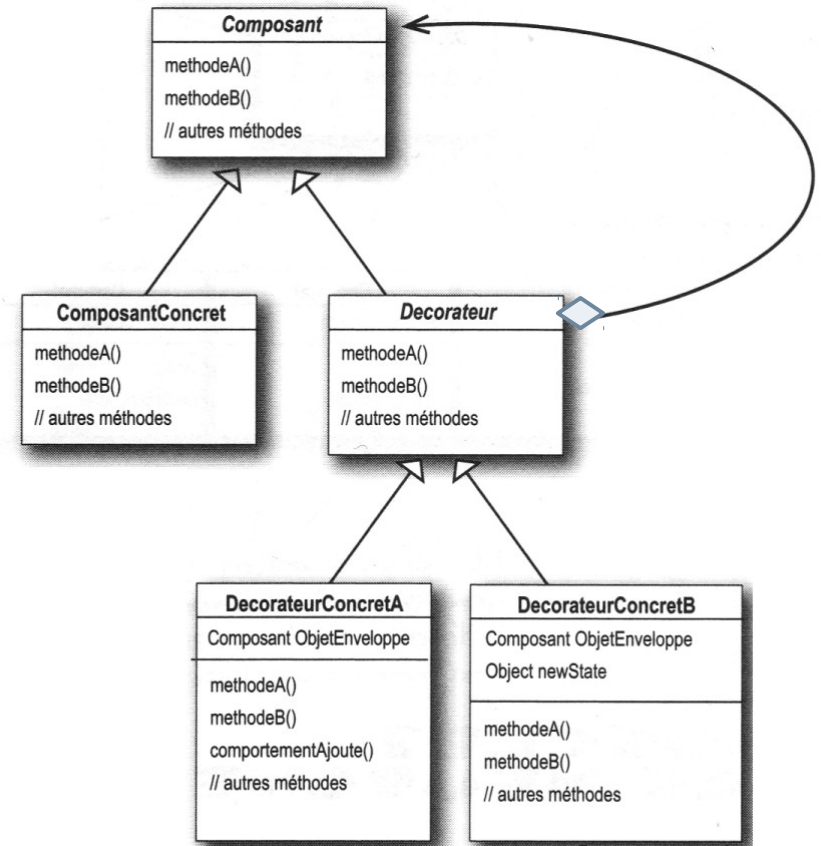 Composant
methodeA()
methodeB()
// autres méthodes
ComposantConcret
methodeA()
methodeB()
// autres méthodes
Decorateur
methodeA()
methodeB()
// autres méthodes
DecorateurConcretA
Composant ObjetEnveloppe
methodeA()
methodeB()
comportementAjoute()
// autres méthodes
DecorateurConcretB
Composant ObjetEnveloppe
Object newState
methodeA()
methodeB()
// autres méthodes